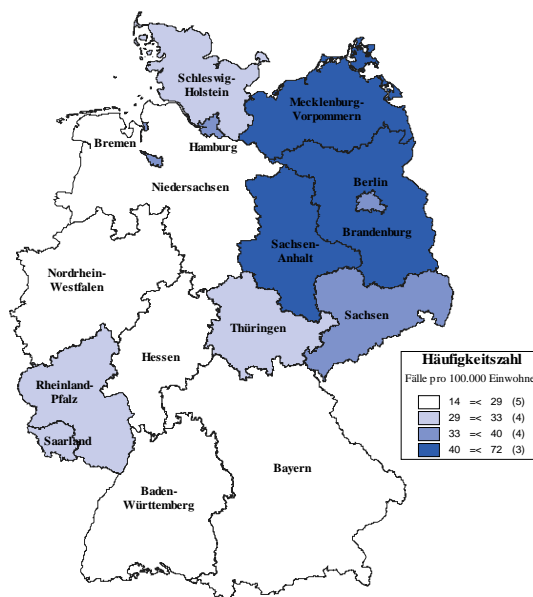 Schleswig-
Holstein
Mecklenburg-
Vorpommern
Bremen
Hamburg
Niedersachsen
Berlin
Brandenburg
Sachsen-
Anhalt
Nordrhein-
Westfalen
Sachsen
Thüringen
Hessen
Rheinland-
Pfalz
Saarland
Bayern
Baden-
Württemberg
Häufigkeitszahl
Fälle pro 100.000 Einwohne
14 =< 29 (5)
29 =< 33 (4)
33 =< 40 (4)
40 =< 72 (3)